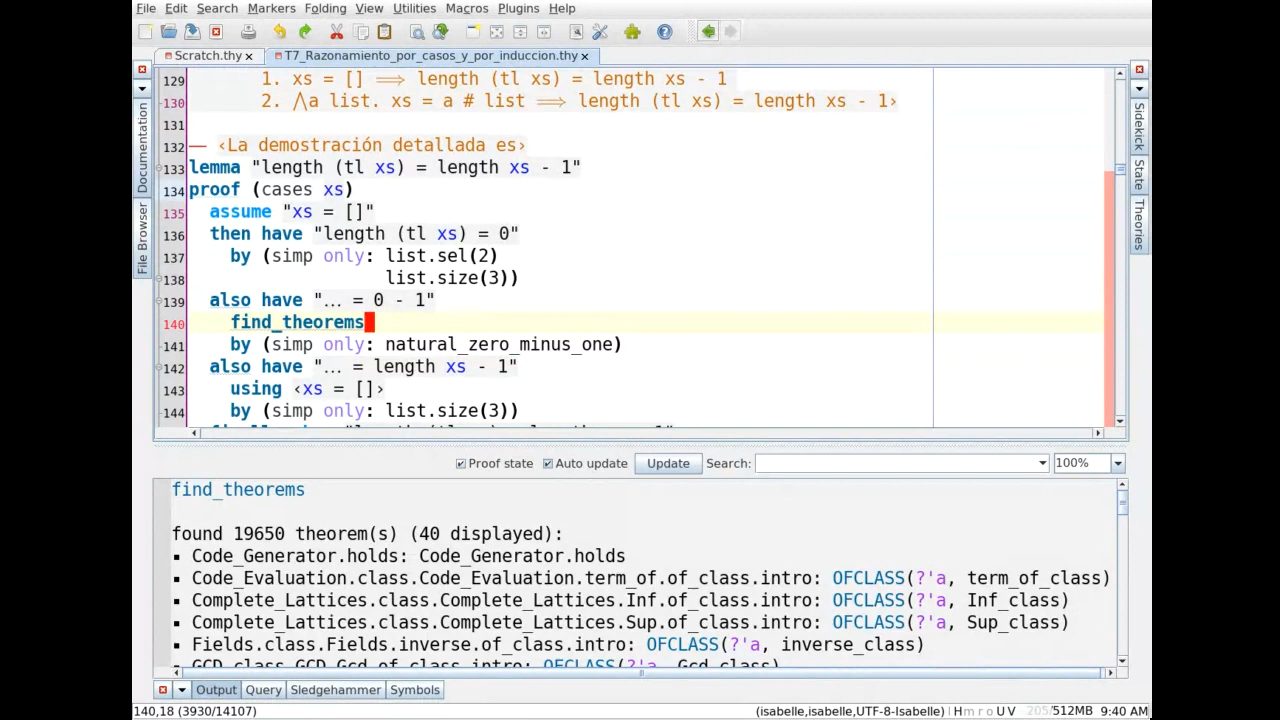 File Edit Search Markers Folding View Utilities Macros Plugins Help
Scratch.thy T7_Razonamiento_por_casos_y_por_induccion.thy
Documentation
File Browser
129 1. xs = [] ⟹ length (tl xs) = length xs - 1
130 2. ⋀a list. xs = a # list ⟹ length (tl xs) = length xs - 1›
131
132 — ‹La demostración detallada es›
133 lemma "length (tl xs) = length xs - 1"
134 proof (cases xs)
135 assume "xs = []"
136 then have "length (tl xs) = 0"
137 by (simp only: list.sel(2)
138 list.size(3))
139 also have "… = 0 - 1"
140 find_theorems
141 by (simp only: natural_zero_minus_one)
142 also have "… = length xs - 1"
143 using ‹xs = []›
144 by (simp only: list.size(3))
Sidekick
State
Theories
Proof state Auto update Update Search: 100%
find_theorems
found 19650 theorem(s) (40 displayed):
▪ Code_Generator.holds: Code_Generator.holds
▪ Code_Evaluation.class.Code_Evaluation.term_of.of_class.intro: OFCLASS(?'a, term_of_class)
▪ Complete_Lattices.class.Complete_Lattices.Inf.of_class.intro: OFCLASS(?'a, Inf_class)
▪ Complete_Lattices.class.Complete_Lattices.Sup.of_class.intro: OFCLASS(?'a, Sup_class)
▪ Fields.class.Fields.inverse.of_class.intro: OFCLASS(?'a, inverse_class)
▪ GCD.class.GCD.Gcd.of_class.intro: OFCLASS(?'a, Gcd_class)
Output Query Sledgehammer Symbols
140,18 (3930/14107) (isabelle,isabelle,UTF-8-Isabelle) | H m r o U V 205/512MB 9:40 AM